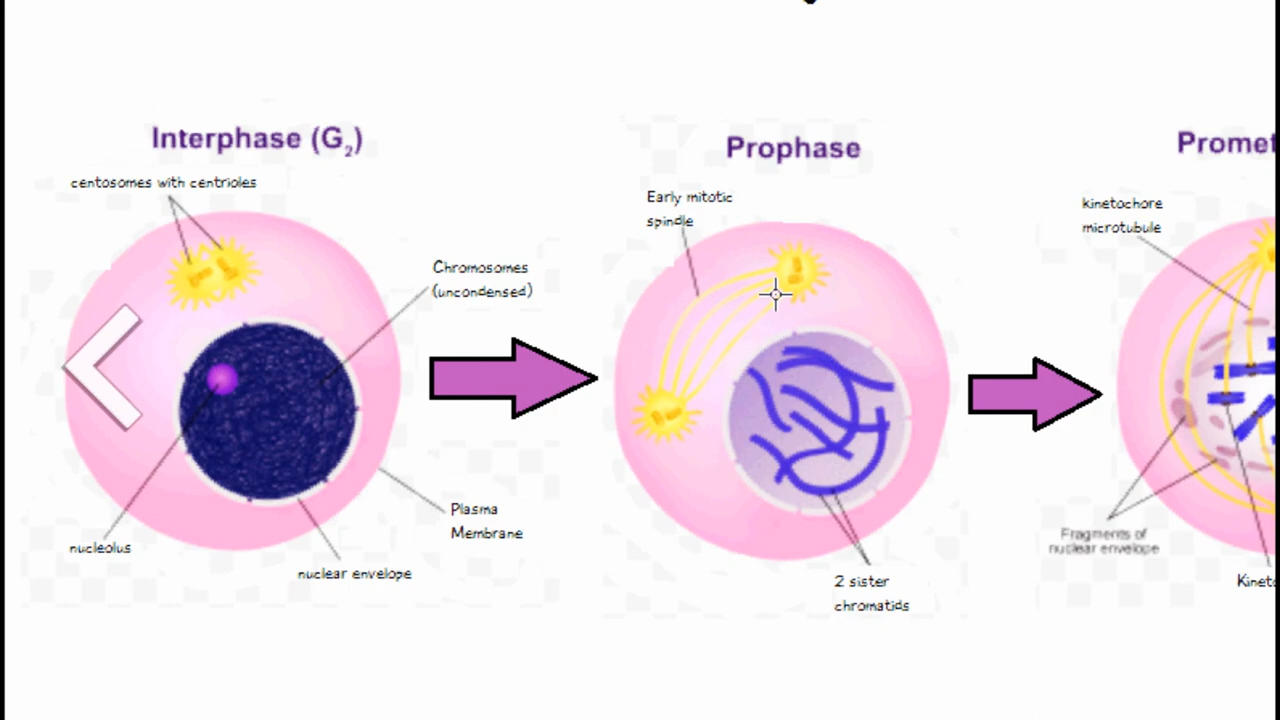 Interphase (G2)
centosomes with centrioles
Chromosomes
(uncondensed)
Plasma
Membrane
nucleolus
nuclear envelope
Prophase
Early mitotic
spindle
2 sister
chromatids
Promet
kinetochore
microtubule
Fragments of
nuclear envelope
Kineto